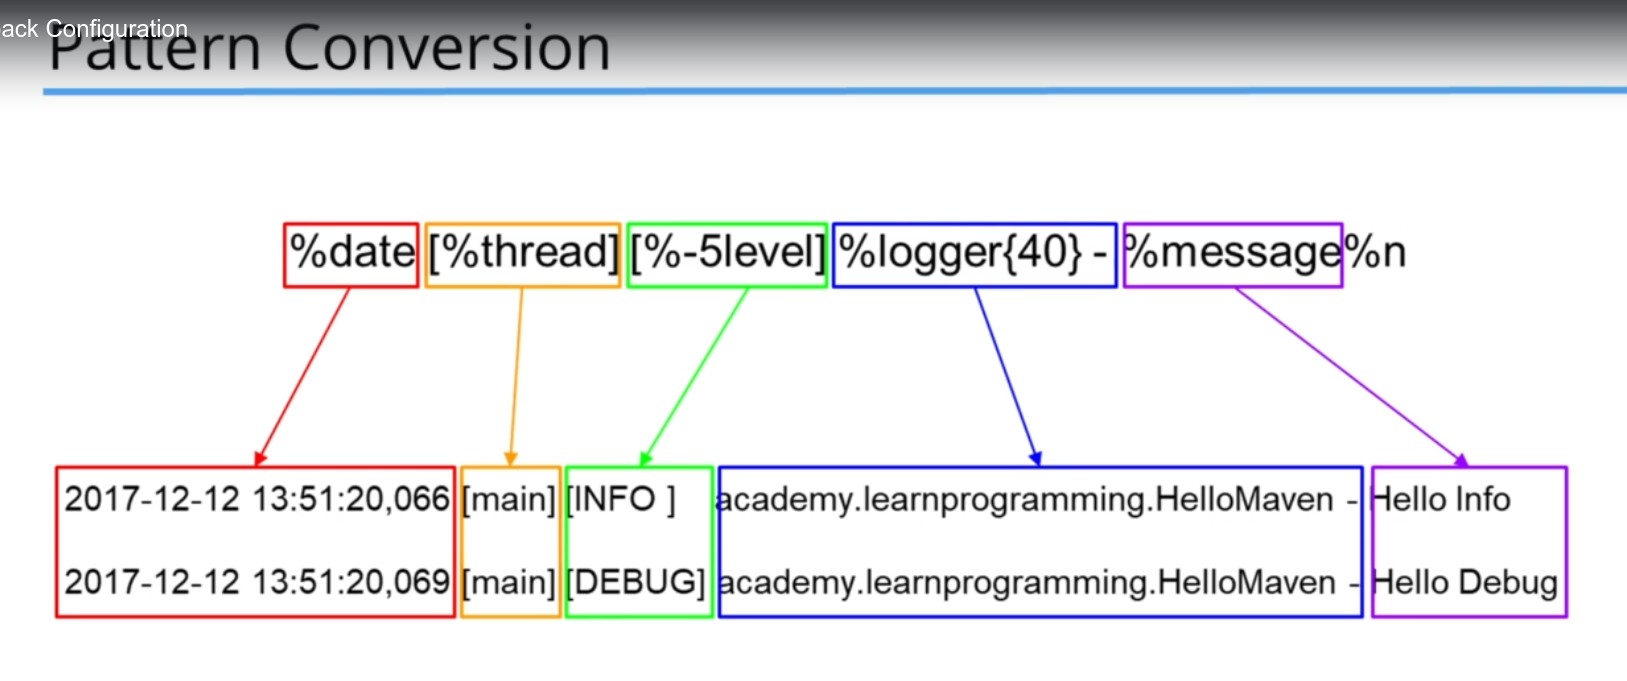 ack Configuration
Pattern Conversion
%date [%thread] [%-5level] %logger{40} - %message%n
2017-12-12 13:51:20,066 [main] [INFO ] academy.learnprogramming.HelloMaven - Hello Info
2017-12-12 13:51:20,069 [main] [DEBUG] academy.learnprogramming.HelloMaven - Hello Debug